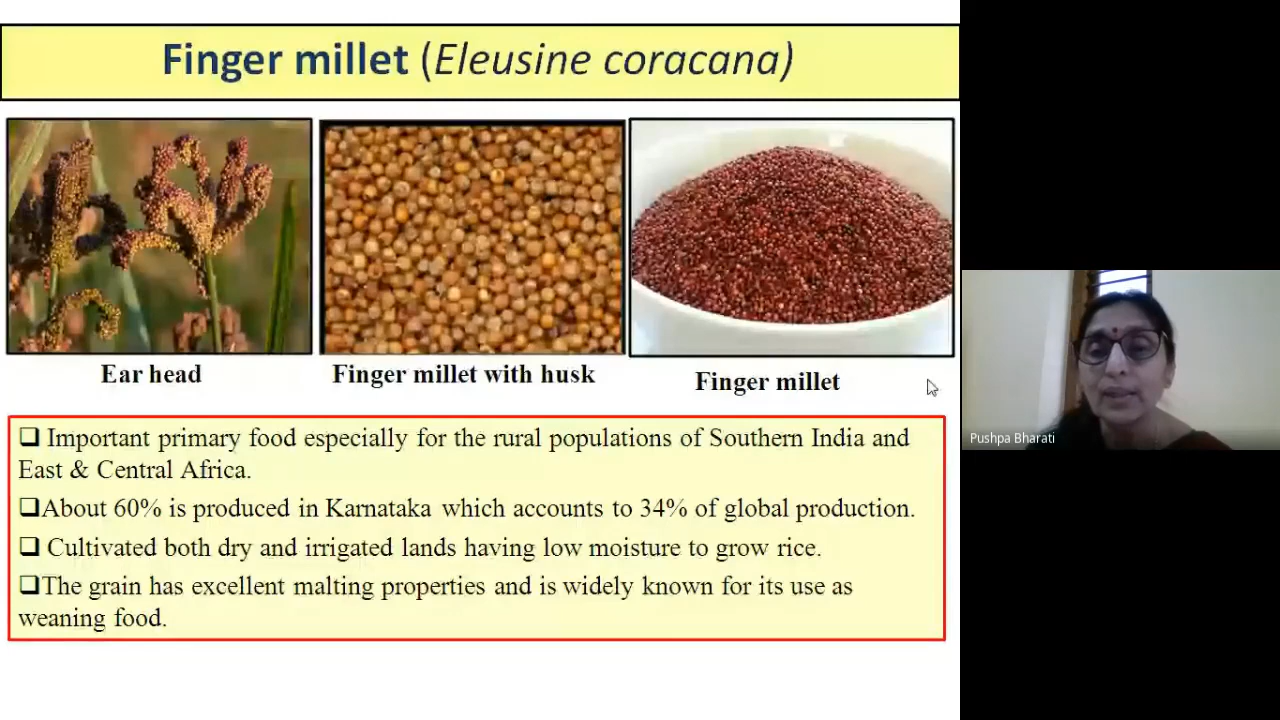 Finger millet (Eleusine coracana)
Ear head
Finger millet with husk
Finger millet
❑ Important primary food especially for the rural populations of Southern India and
East & Central Africa.
❑About 60% is produced in Karnataka which accounts to 34% of global production.
❑ Cultivated both dry and irrigated lands having low moisture to grow rice.
❑The grain has excellent malting properties and is widely known for its use as
weaning food.
Pushpa Bharati